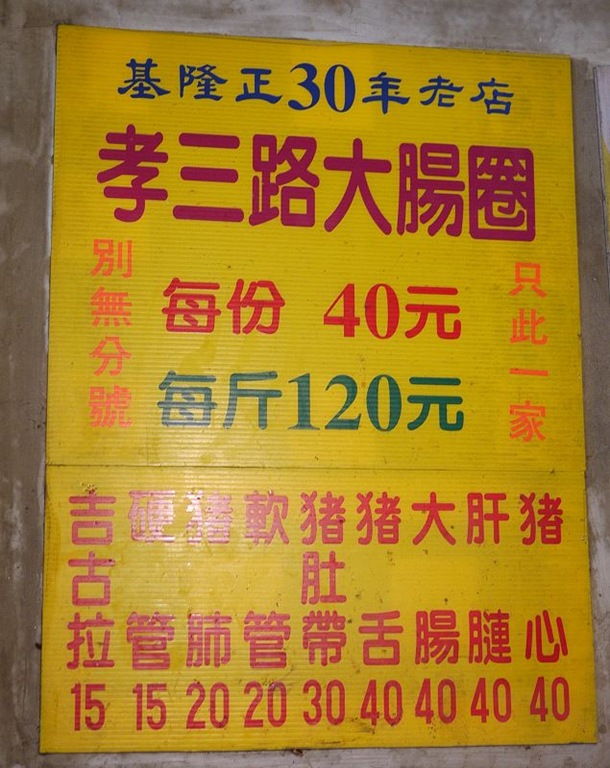 基隆正30年老店
孝三路大腸圈
只此一家
每份 40元
每斤120元
別無分號
豬心 40
肝腱 40
大腸 40
豬舌 40
豬肚帶 30
軟管 20
豬肺 20
硬管 15
吉古拉 15